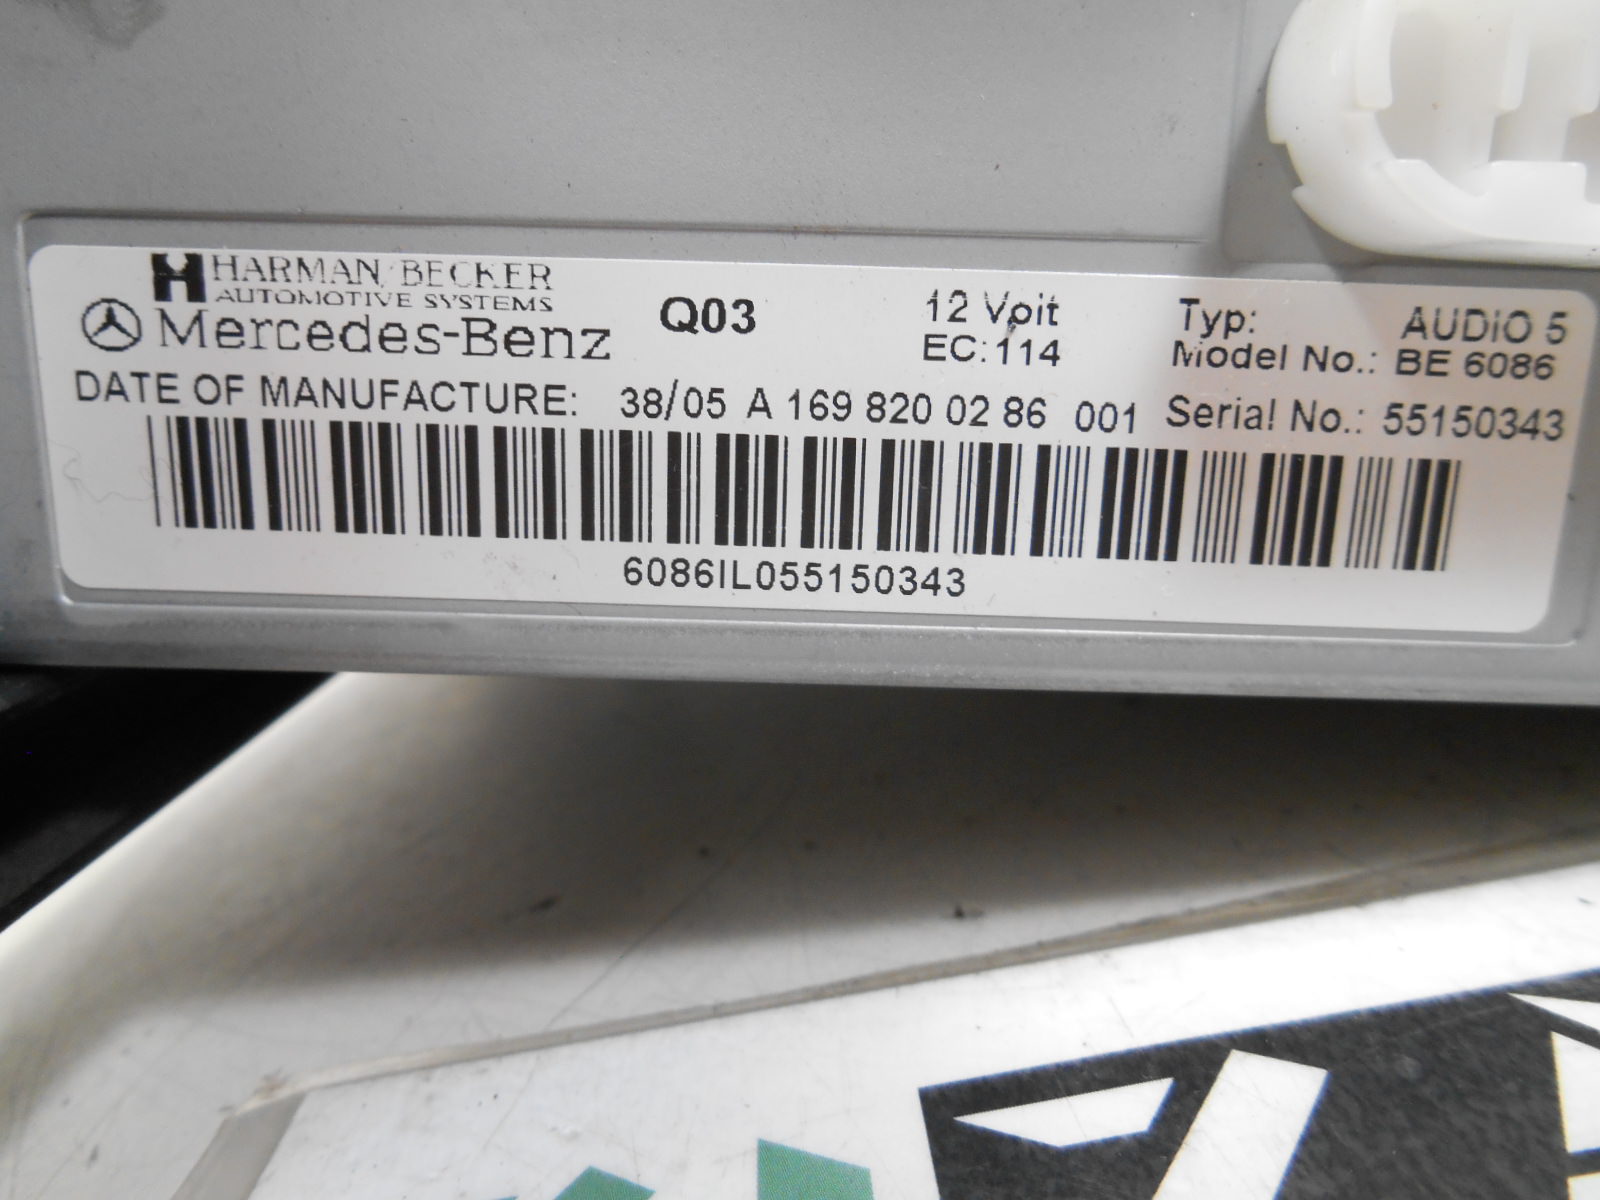 HARMAN/BECKER
AUTOMOTIVE SYSTEMS
Mercedes-Benz
Q03
12 Volt
EC:114
Typ: AUDIO 5
Model No.: BE 6086
DATE OF MANUFACTURE: 38/05 A 169 820 02 86 001 Serial No.: 55150343
6086IL055150343